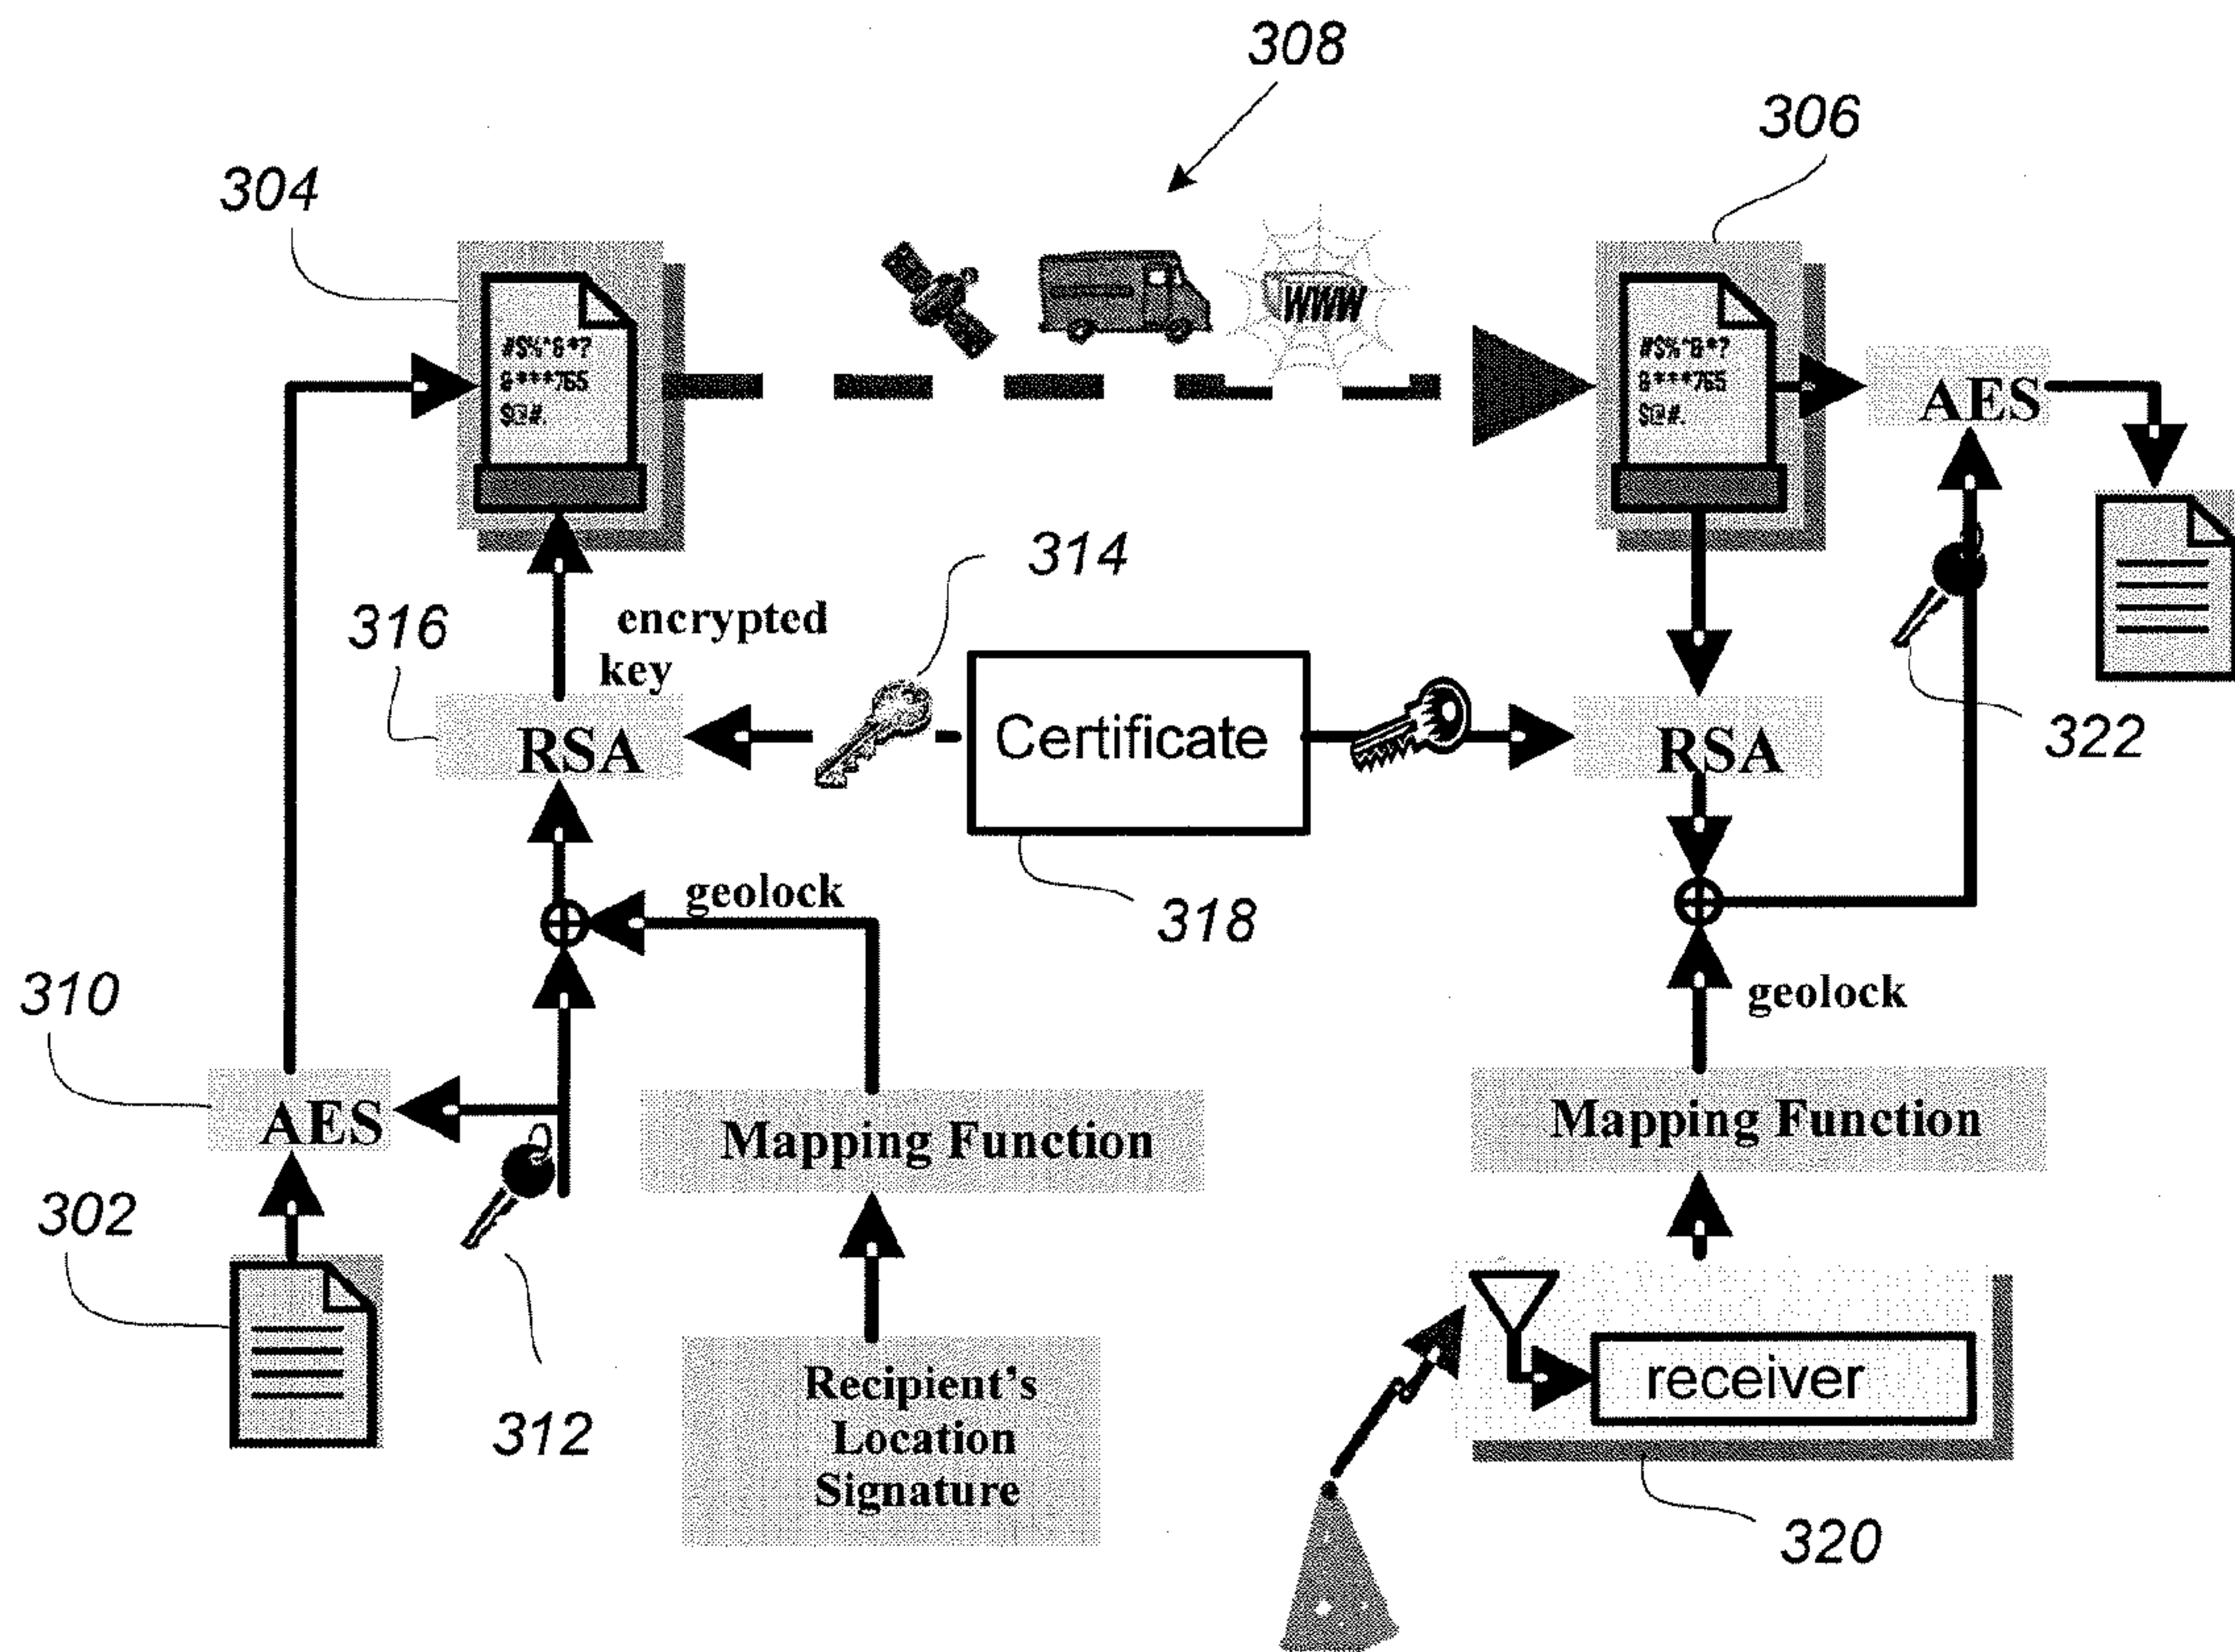 308
306
304
WWW
#$%^&*?
&***765
$@#.
#$%^&*?
&***765
$@#.
AES
314
encrypted
key
316
RSA
Certificate
RSA
322
geolock
318
310
geolock
AES
Mapping Function
Mapping Function
302
312
Recipient's
Location
Signature
receiver
320